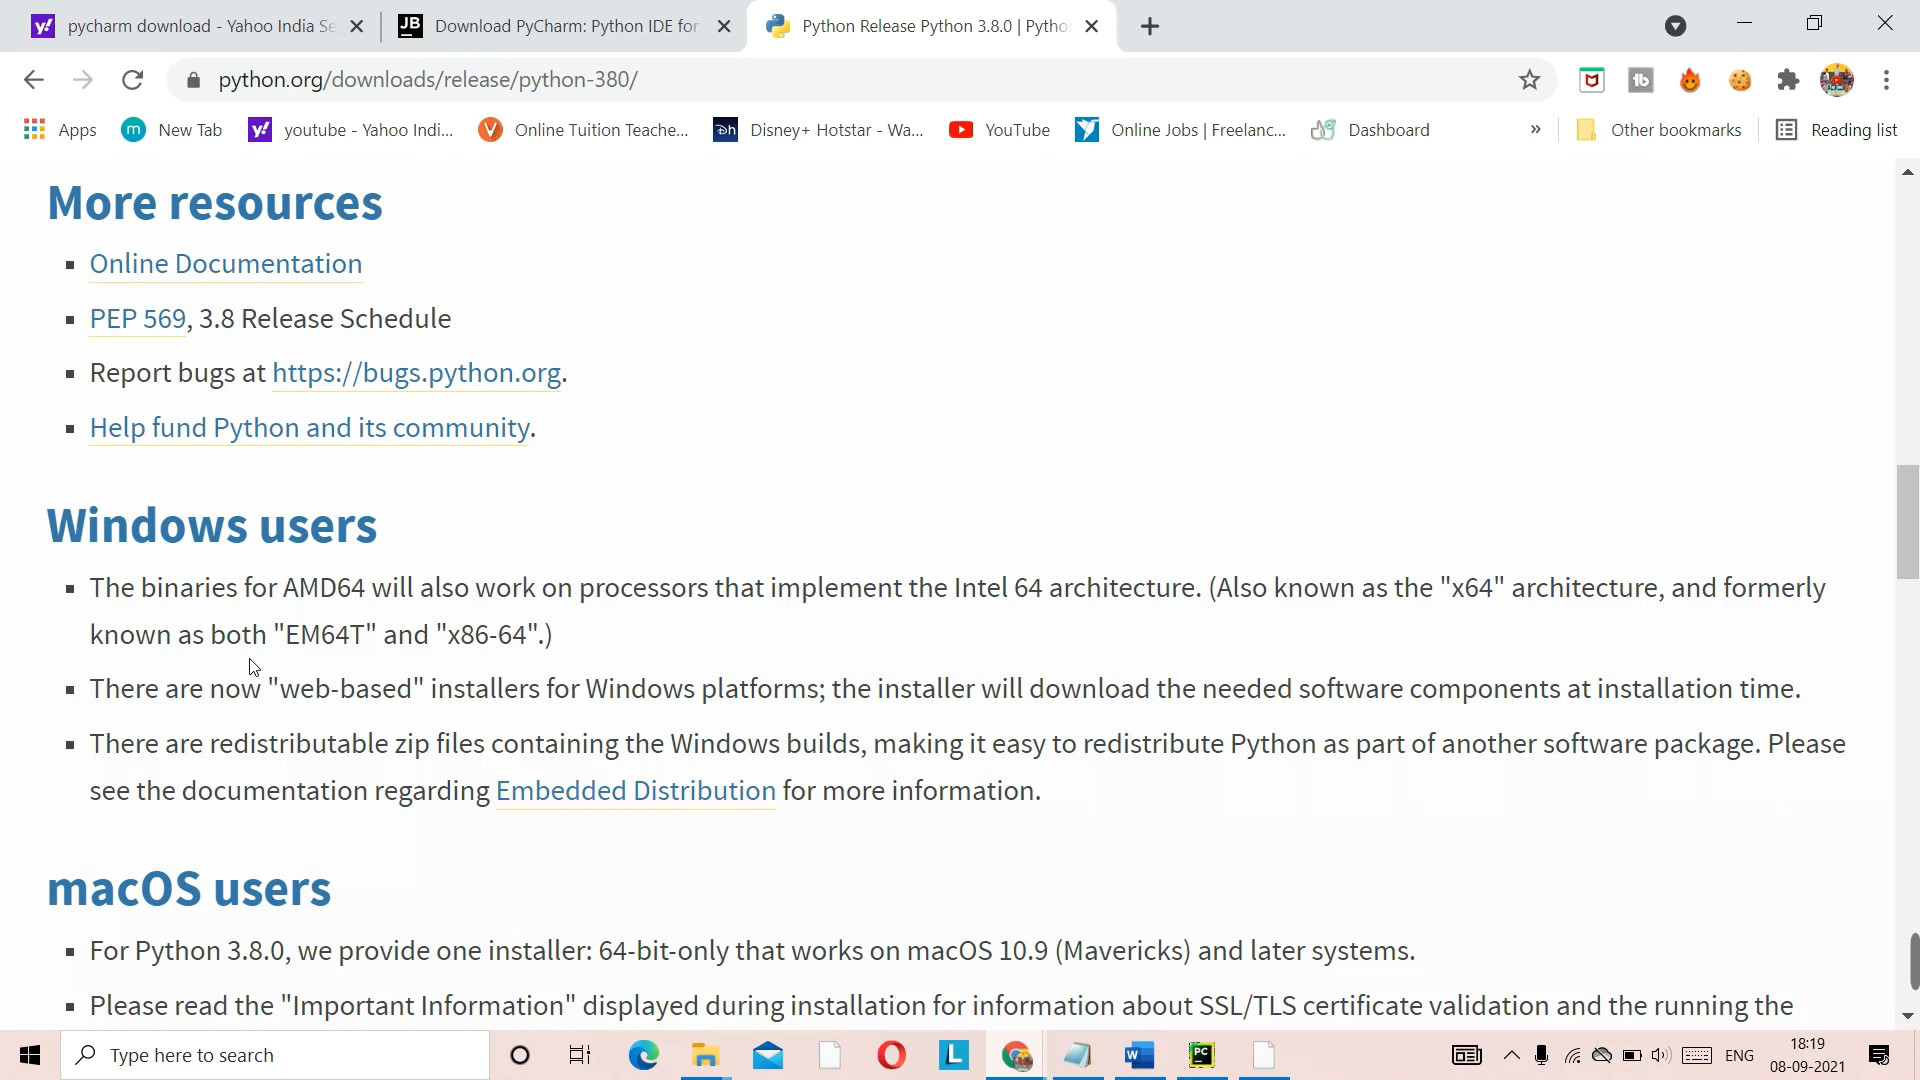 pycharm download - Yahoo India Se
Download PyCharm: Python IDE for
Python Release Python 3.8.0 | Pytho
python.org/downloads/release/python-380/
Apps
New Tab
youtube - Yahoo Indi...
Online Tuition Teache...
Disney+ Hotstar - Wa...
YouTube
Online Jobs | Freelanc...
Dashboard
»
Other bookmarks
Reading list
More resources
Online Documentation
PEP 569, 3.8 Release Schedule
Report bugs at https://bugs.python.org.
Help fund Python and its community.
Windows users
The binaries for AMD64 will also work on processors that implement the Intel 64 architecture. (Also known as the "x64" architecture, and formerly
known as both "EM64T" and "x86-64".)
There are now "web-based" installers for Windows platforms; the installer will download the needed software components at installation time.
There are redistributable zip files containing the Windows builds, making it easy to redistribute Python as part of another software package. Please
see the documentation regarding Embedded Distribution for more information.
macOS users
For Python 3.8.0, we provide one installer: 64-bit-only that works on macOS 10.9 (Mavericks) and later systems.
Please read the "Important Information" displayed during installation for information about SSL/TLS certificate validation and the running the
Type here to search
ENG
18:19
08-09-2021